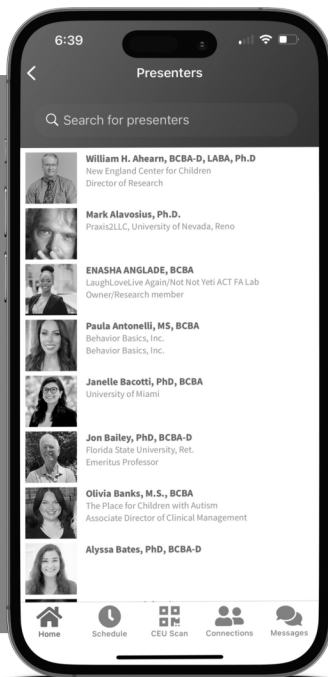 6:39
Presenters
Search for presenters
William H. Ahearn, BCBA-D, LABA, Ph.D
New England Center for Children
Director of Research
Mark Alavosius, Ph.D.
Praxis2LLC, University of Nevada, Reno
ENASHA ANGLADE, BCBA
LaughLoveLive Again/Not Not Yeti ACT FA Lab
Owner/Research member
Paula Antonelli, MS, BCBA
Behavior Basics, Inc.
Behavior Basics, Inc.
Janelle Bacotti, PhD, BCBA
University of Miami
Jon Bailey, PhD, BCBA-D
Florida State University, Ret.
Emeritus Professor
Olivia Banks, M.S., BCBA
The Place for Children with Autism
Associate Director of Clinical Management
Alyssa Bates, PhD, BCBA-D
Home
Schedule
CEU Scan
Connections
Messages